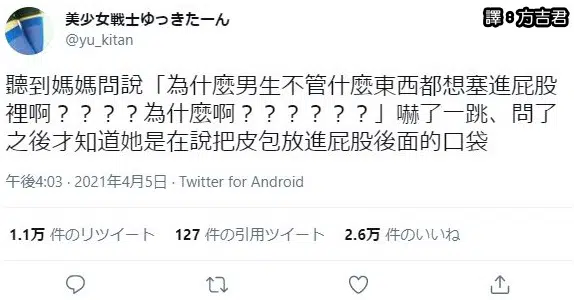 譯：方吉君
美少女戦士ゆっきたーん
@yu_kitan
聽到媽媽問說「為什麼男生不管什麼東西都想塞進屁股
裡啊？？？？為什麼啊？？？？？？」嚇了一跳、問了
之後才知道她是在說把皮包放進屁股後面的口袋
午後4:03 · 2021年4月5日 · Twitter for Android
1.1万 件のリツイート 127 件の引用ツイート 2.6万 件のいいね